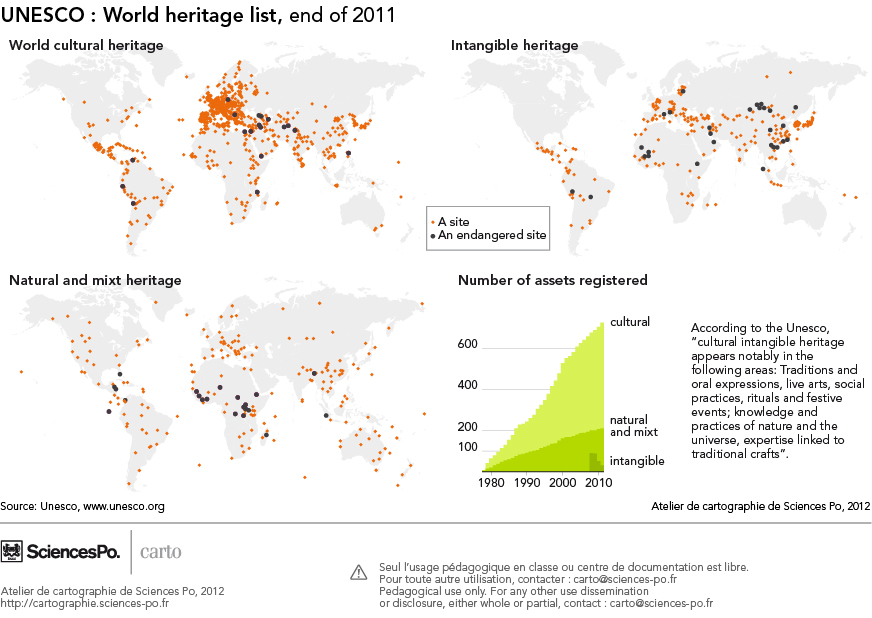 UNESCO : World heritage list, end of 2011
World cultural heritage
Intangible heritage
A site
An endangered site
Natural and mixt heritage
Number of assets registered
cultural
600
400
200
100
natural
and mixt
intangible
1980 1990 2000 2010
According to the Unesco,
“cultural intangible heritage
appears notably in the
following areas: Traditions and
oral expressions, live arts, social
practices, rituals and festive
events; knowledge and
practices of nature and the
universe, expertise linked to
traditional crafts”.
Source: Unesco, www.unesco.org
Atelier de cartographie de Sciences Po, 2012
SciencesPo.
carto
Atelier de cartographie de Sciences Po, 2012
http://cartographie.sciences-po.fr
Seul l'usage pédagogique en classe ou centre de documentation est libre.
Pour toute autre utilisation, contacter : carto@sciences-po.fr
Pedagogical use only. For any other use dissemination
or disclosure, either whole or partial, contact : carto@sciences-po.fr